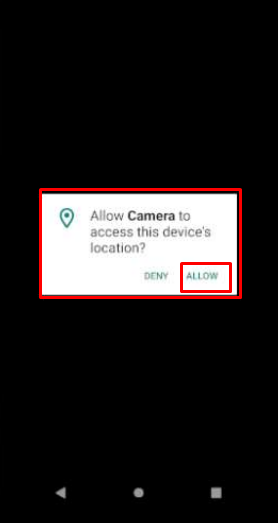 Allow Camera to
access this device's
location?
DENY ALLOW